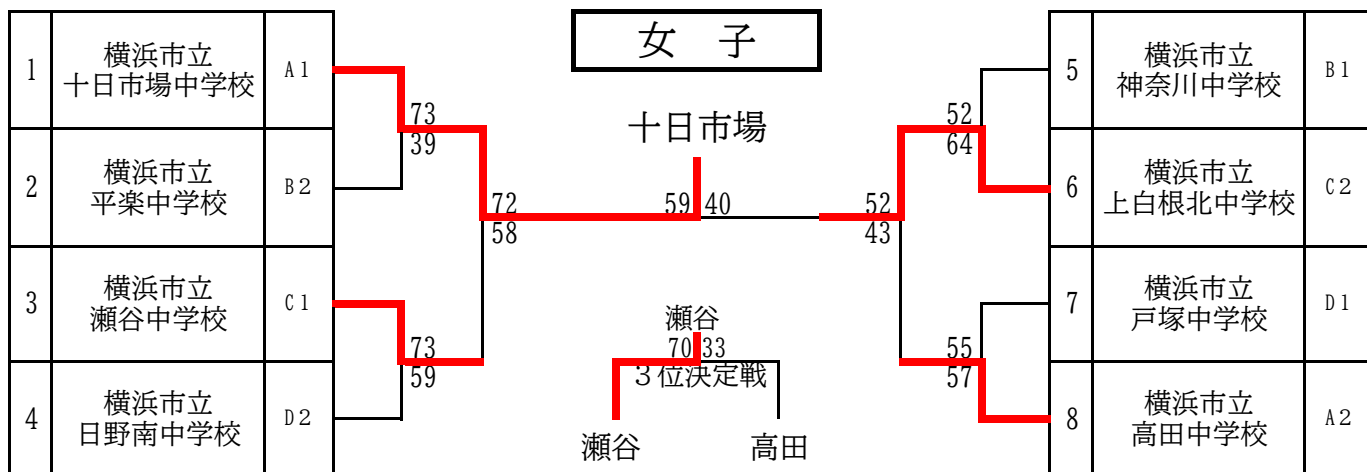 女 子
1
横浜市立
十日市場中学校
A1
2
横浜市立
平楽中学校
B2
3
横浜市立
瀬谷中学校
C1
4
横浜市立
日野南中学校
D2
73
39
73
59
72
58
十日市場
59 40
瀬谷
70 33
3位決定戦
瀬谷
高田
52
43
52
64
55
57
5
横浜市立
神奈川中学校
B1
6
横浜市立
上白根北中学校
C2
7
横浜市立
戸塚中学校
D1
8
横浜市立
高田中学校
A2